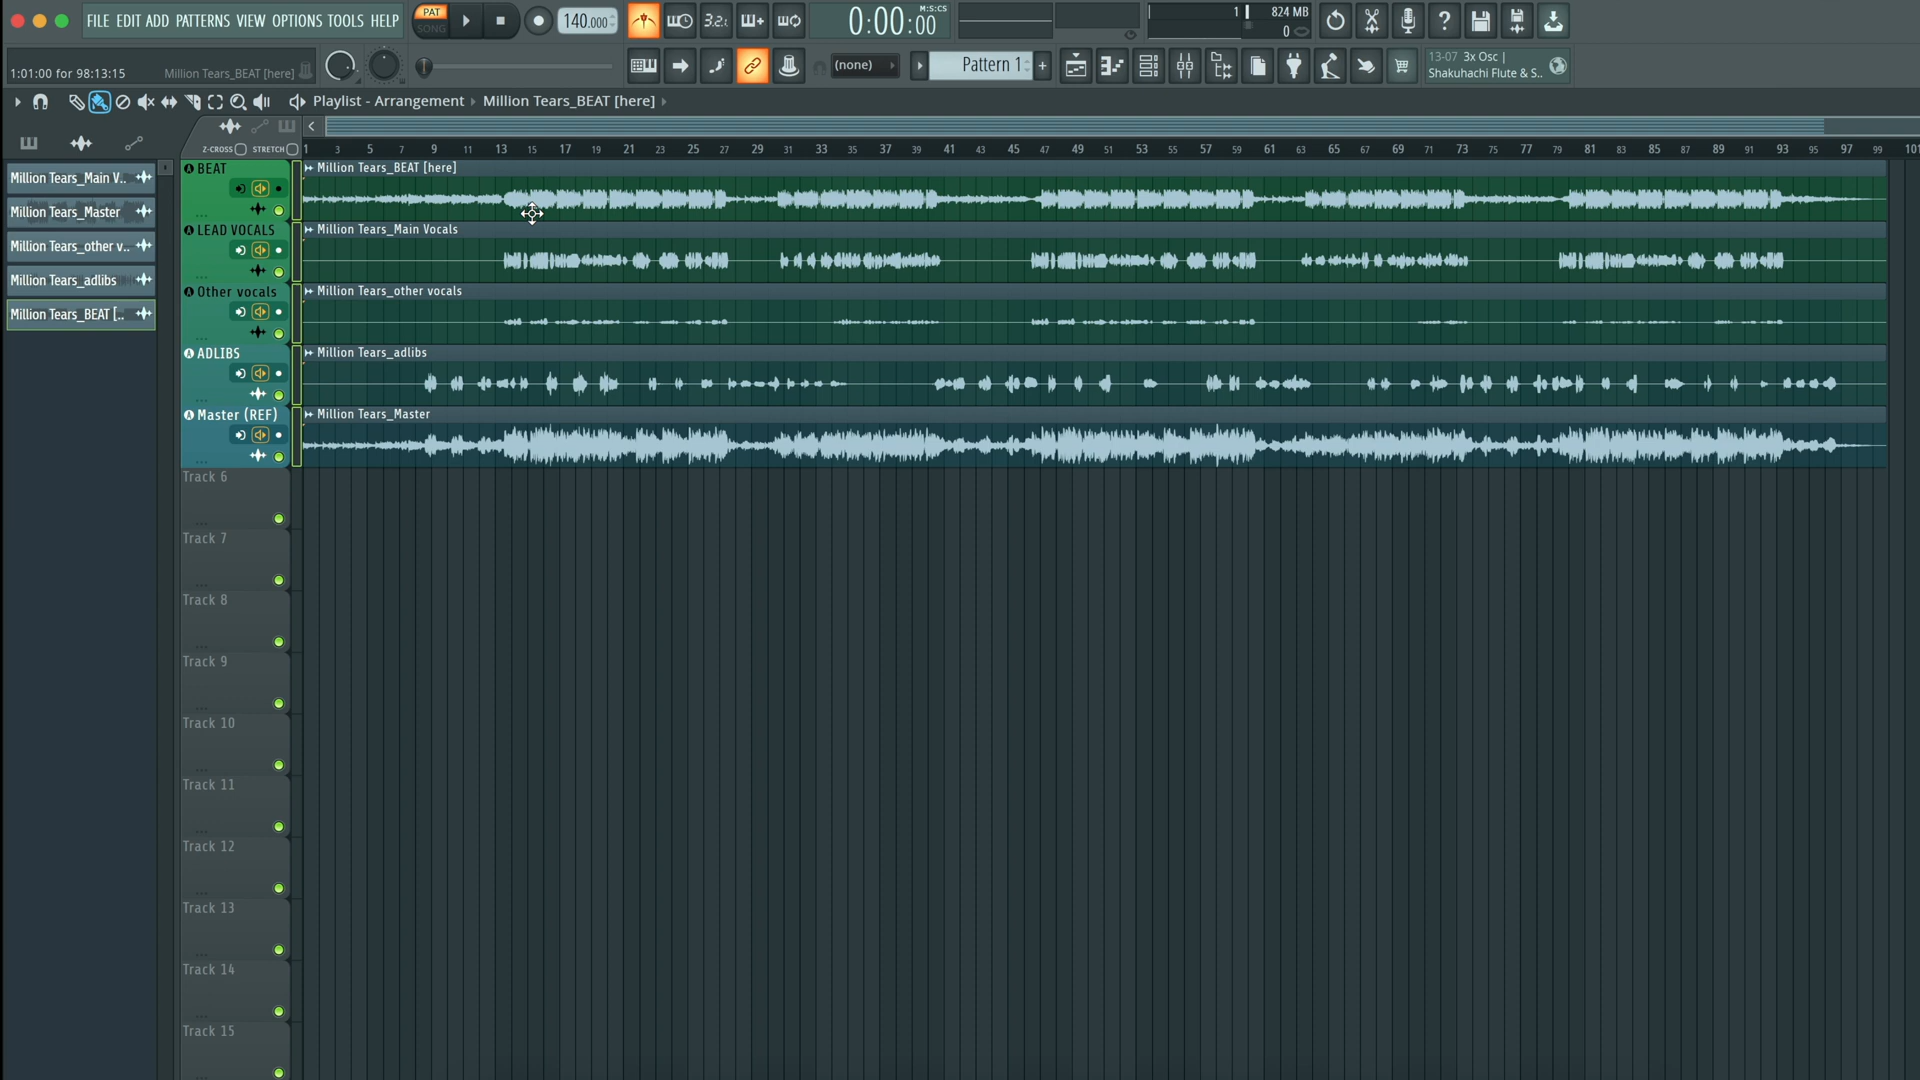 FILE EDIT ADD PATTERNS VIEW OPTIONS TOOLS HELP
PAT
SONG
140.000
3.2.
0:00:00
M:S:CS
1
824 MB
0
1:01:00 for 98:13:15
Million Tears_BEAT [here]
(none)
Pattern 1
+
13-07 3x Osc |
Shakuhachi Flute & S..
Playlist - Arrangement › Million Tears_BEAT [here] ›
Z-CROSS STRETCH
1 3 5 7 9 11 13 15 17 19 21 23 25 27 29 31 33 35 37 39 41 43 45 47 49 51 53 55 57 59 61 63 65 67 69 71 73 75 77 79 81 83 85 87 89 91 93 95 97 99 101
Million Tears_Main V..
Million Tears_Master
Million Tears_other v..
Million Tears_adlibs
Million Tears_BEAT [..
BEAT
Million Tears_BEAT [here]
LEAD VOCALS
Million Tears_Main Vocals
Other vocals
Million Tears_other vocals
ADLIBS
Million Tears_adlibs
Master (REF)
Million Tears_Master
Track 6
Track 7
Track 8
Track 9
Track 10
Track 11
Track 12
Track 13
Track 14
Track 15